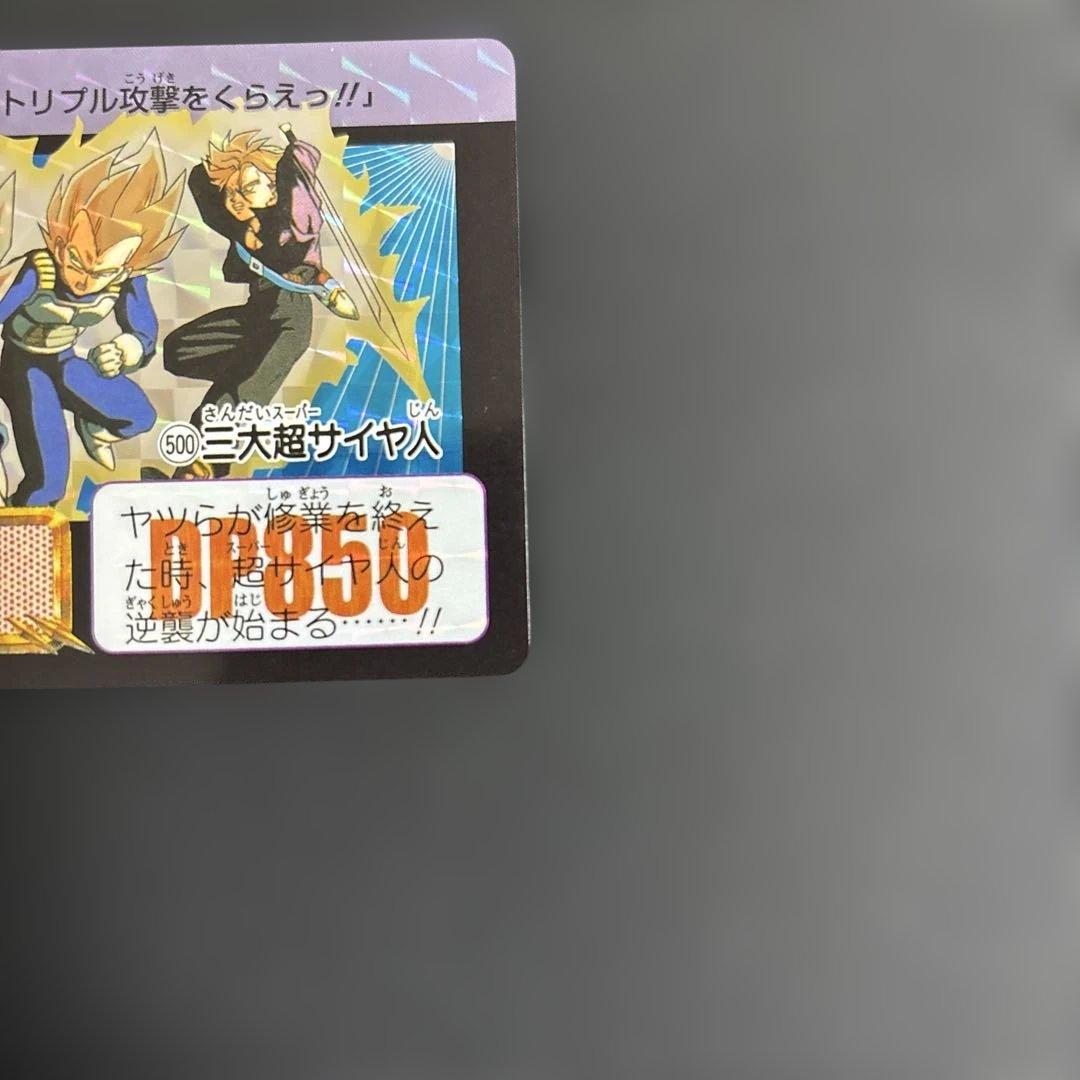 トリプル攻撃をくらえっ!!」
500 三大超サイヤ人
ヤツらが修業を終え
た時、超サイヤ人の
逆襲が始まる……!!
DP850